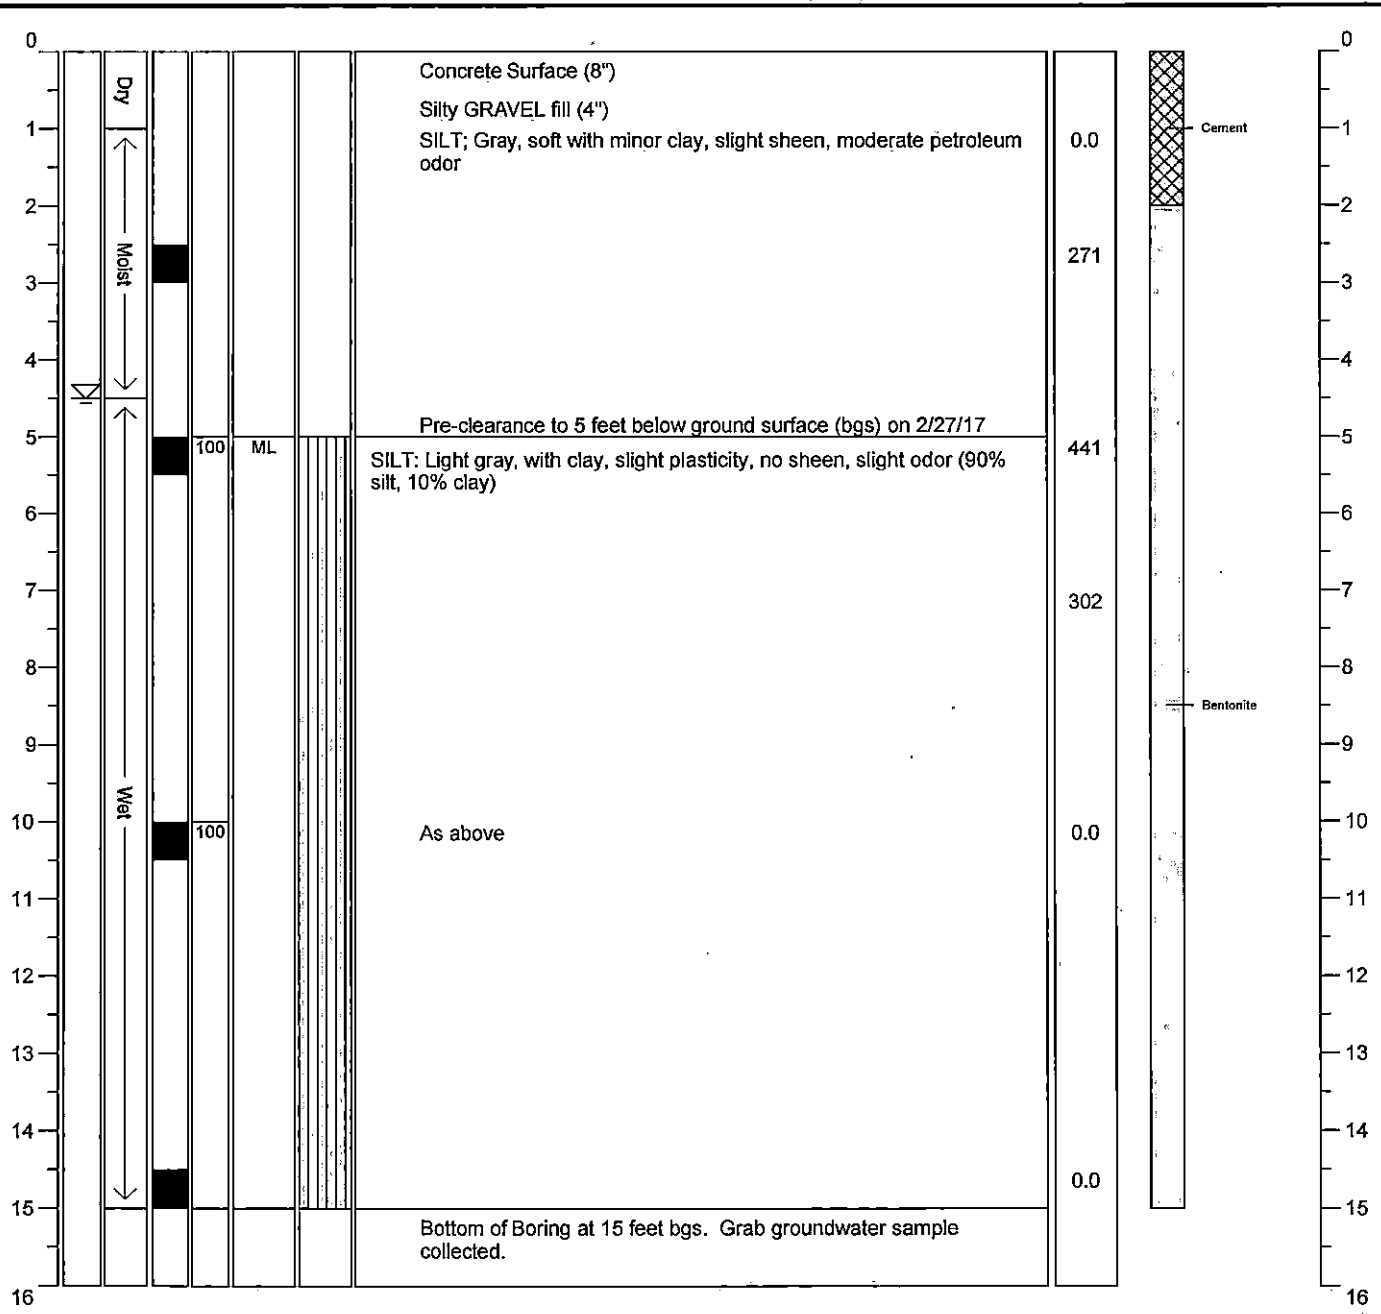 0
0
Dry
Concrete Surface (8")
Silty GRAVEL fill (4")
1
SILT; Gray, soft with minor clay, slight sheen, moderate petroleum
odor
0.0
Cement
1
2
2
Moist
271
3
3
4
4
Pre-clearance to 5 feet below ground surface (bgs) on 2/27/17
5
100
ML
441
5
SILT: Light gray, with clay, slight plasticity, no sheen, slight odor (90%
silt, 10% clay)
6
6
7
302
7
8
8
Bentonite
9
9
Wet
10
100
As above
0.0
10
11
11
12
12
13
13
14
14
0.0
15
15
Bottom of Boring at 15 feet bgs. Grab groundwater sample
collected.
16
16